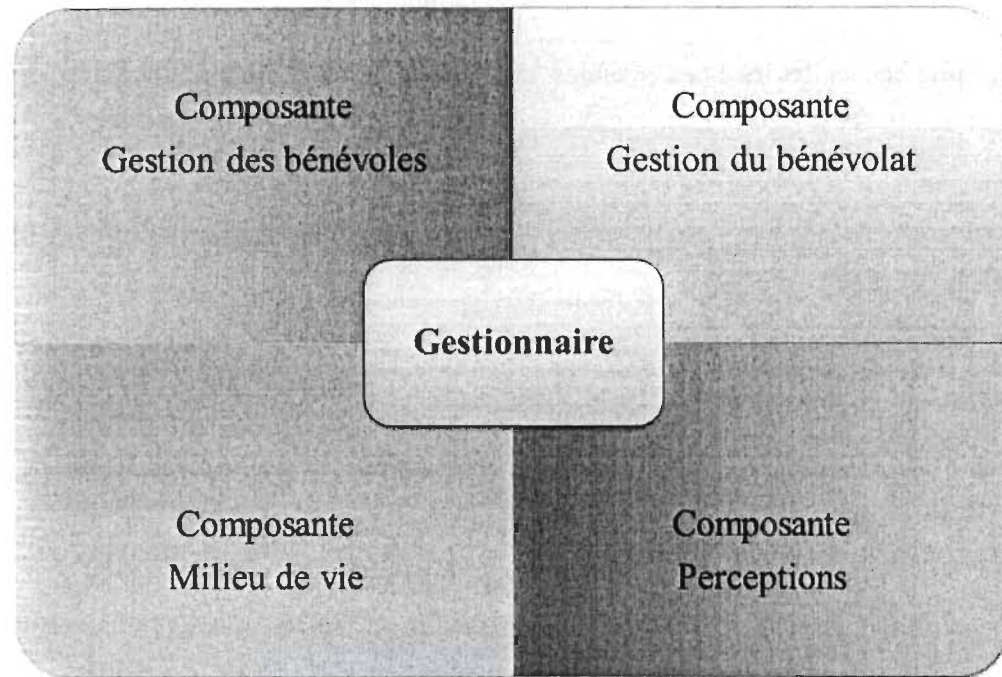 Composante
Gestion des bénévoles
Composante
Gestion du bénévolat
Gestionnaire
Composante
Milieu de vie
Composante
Perceptions